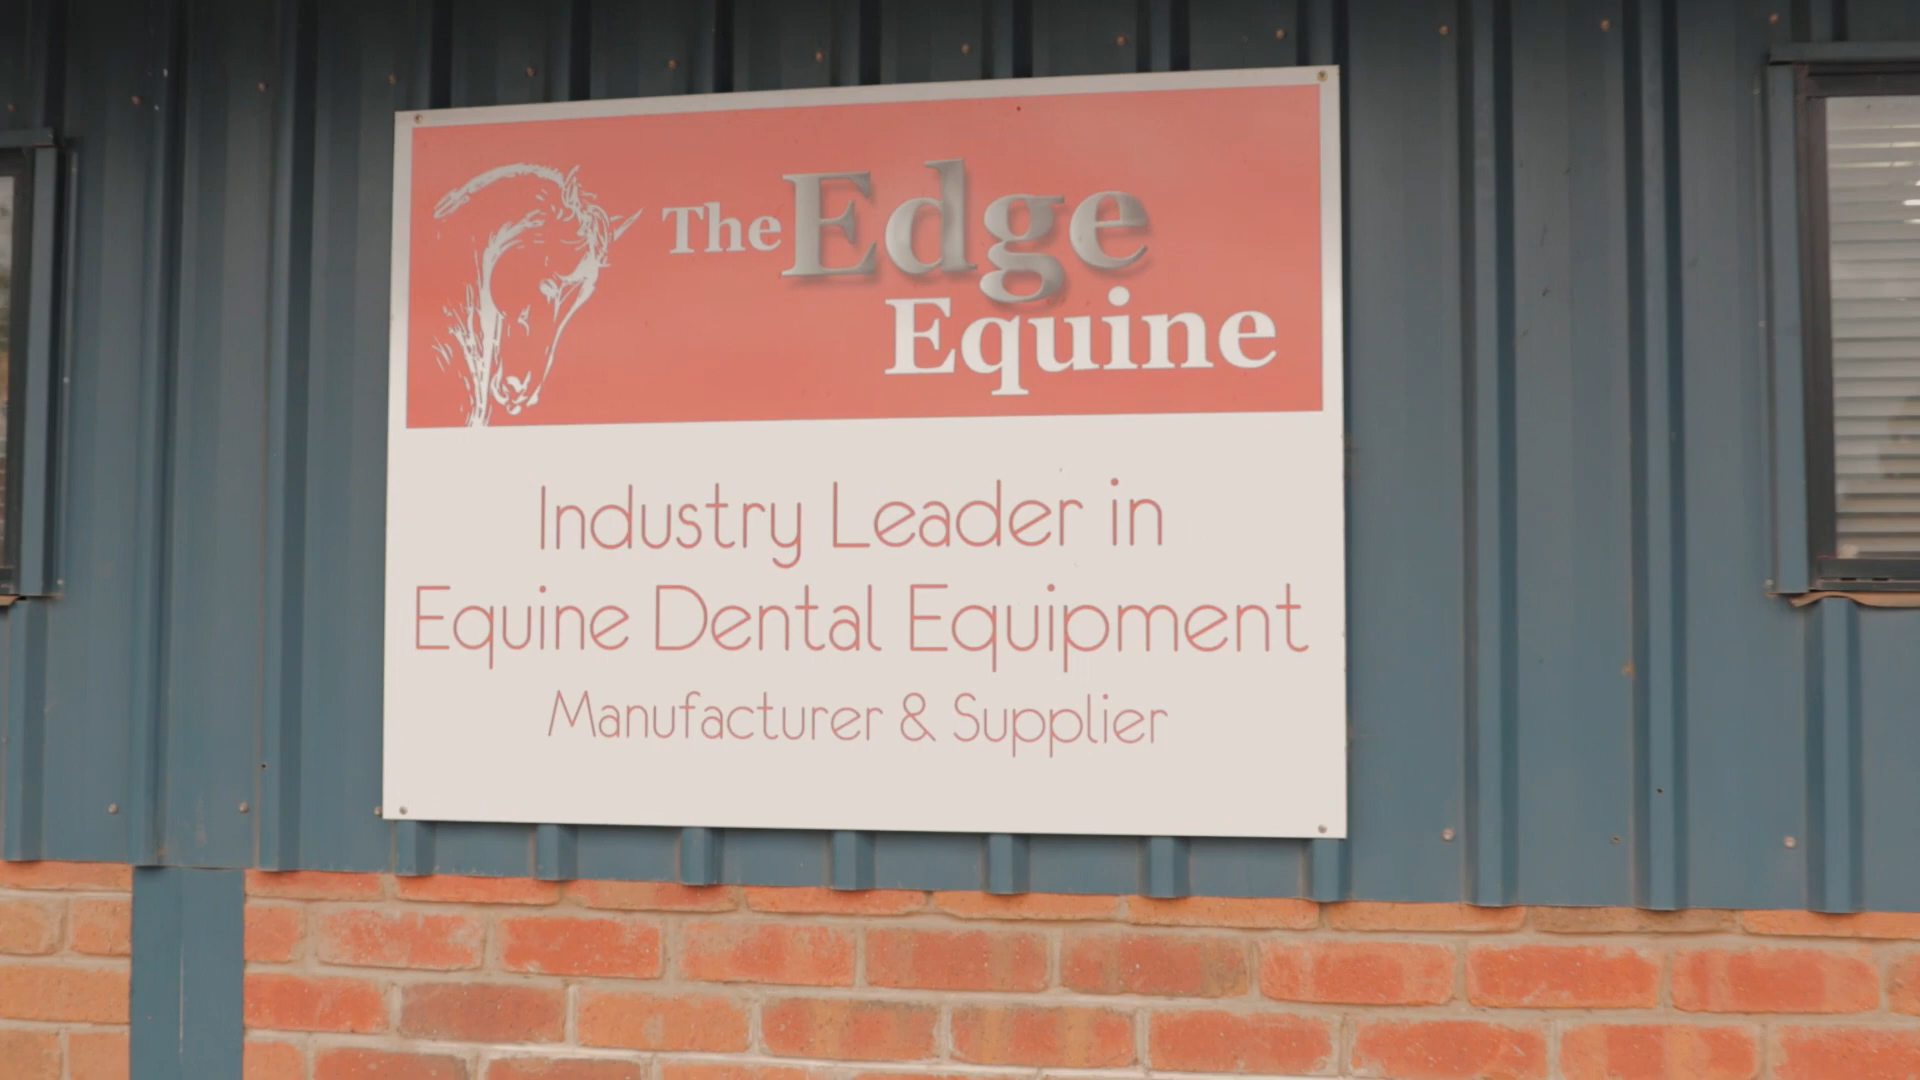 The Edge
Equine
Industry Leader in
Equine Dental Equipment
Manufacturer & Supplier